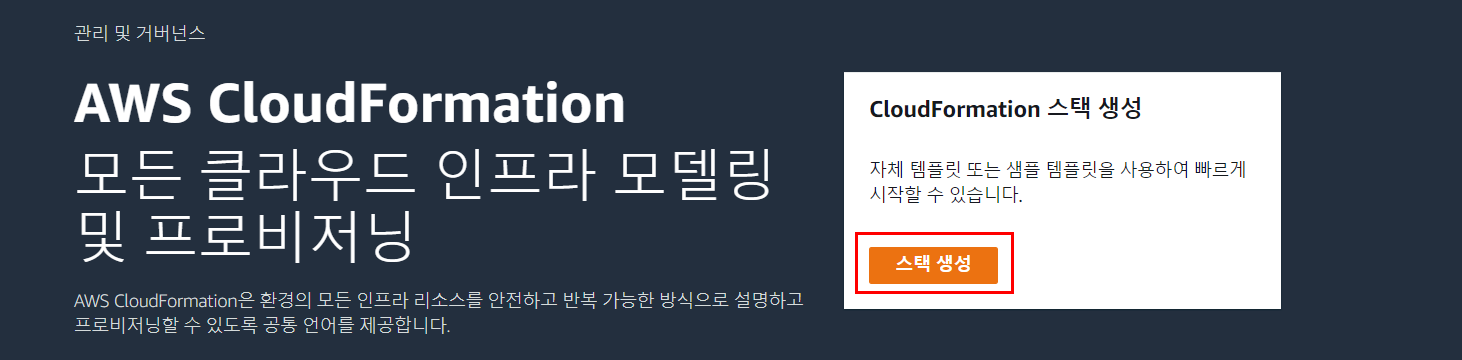 관리 및 거버넌스
AWS CloudFormation
모든 클라우드 인프라 모델링
및 프로비저닝
AWS CloudFormation은 환경의 모든 인프라 리소스를 안전하고 반복 가능한 방식으로 설명하고
프로비저닝할 수 있도록 공통 언어를 제공합니다.
CloudFormation 스택 생성
자체 템플릿 또는 샘플 템플릿을 사용하여 빠르게
시작할 수 있습니다.
스택 생성